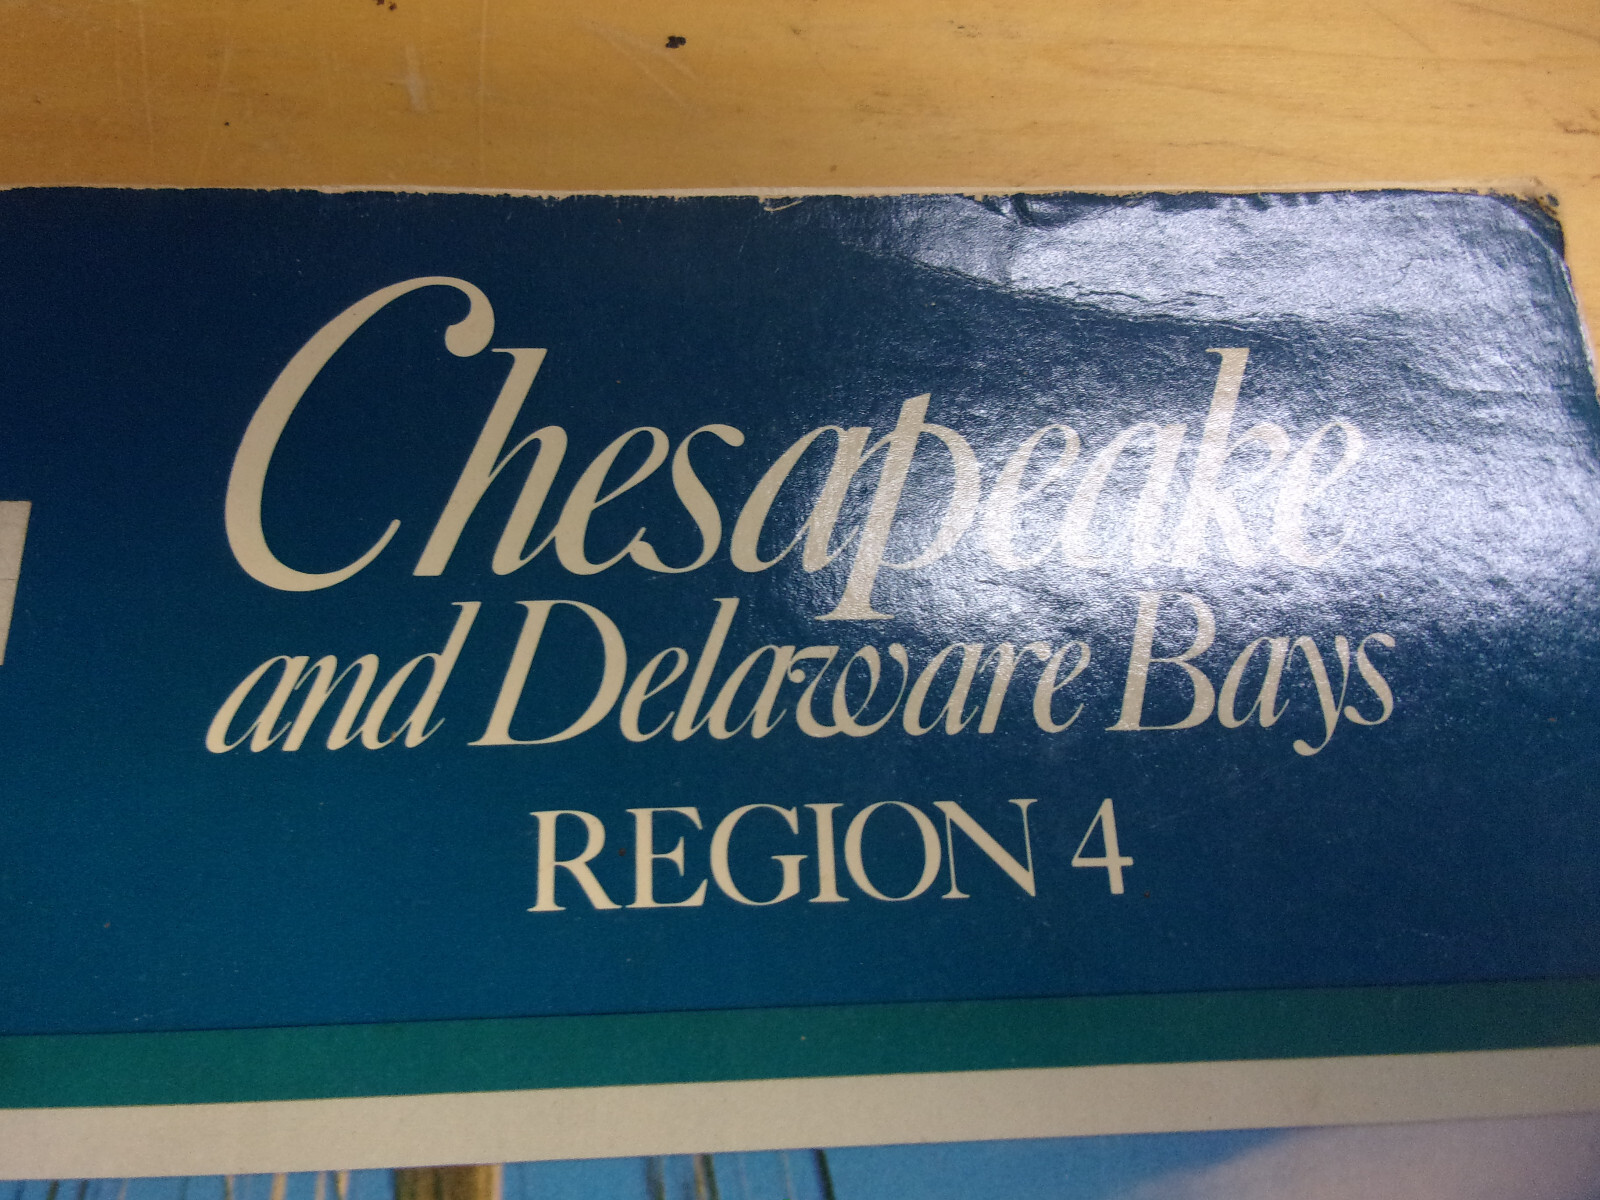 Chesapeake
and Delaware Bays
REGION 4